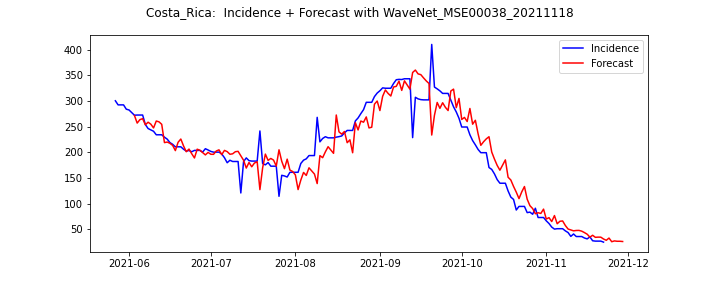 Costa_Rica:  Incidence + Forecast with WaveNet_MSE00038_20211118
Incidence
Forecast
400
350
300
250
200
150
100
50
2021-06 2021-07 2021-08 2021-09 2021-10 2021-11 2021-12